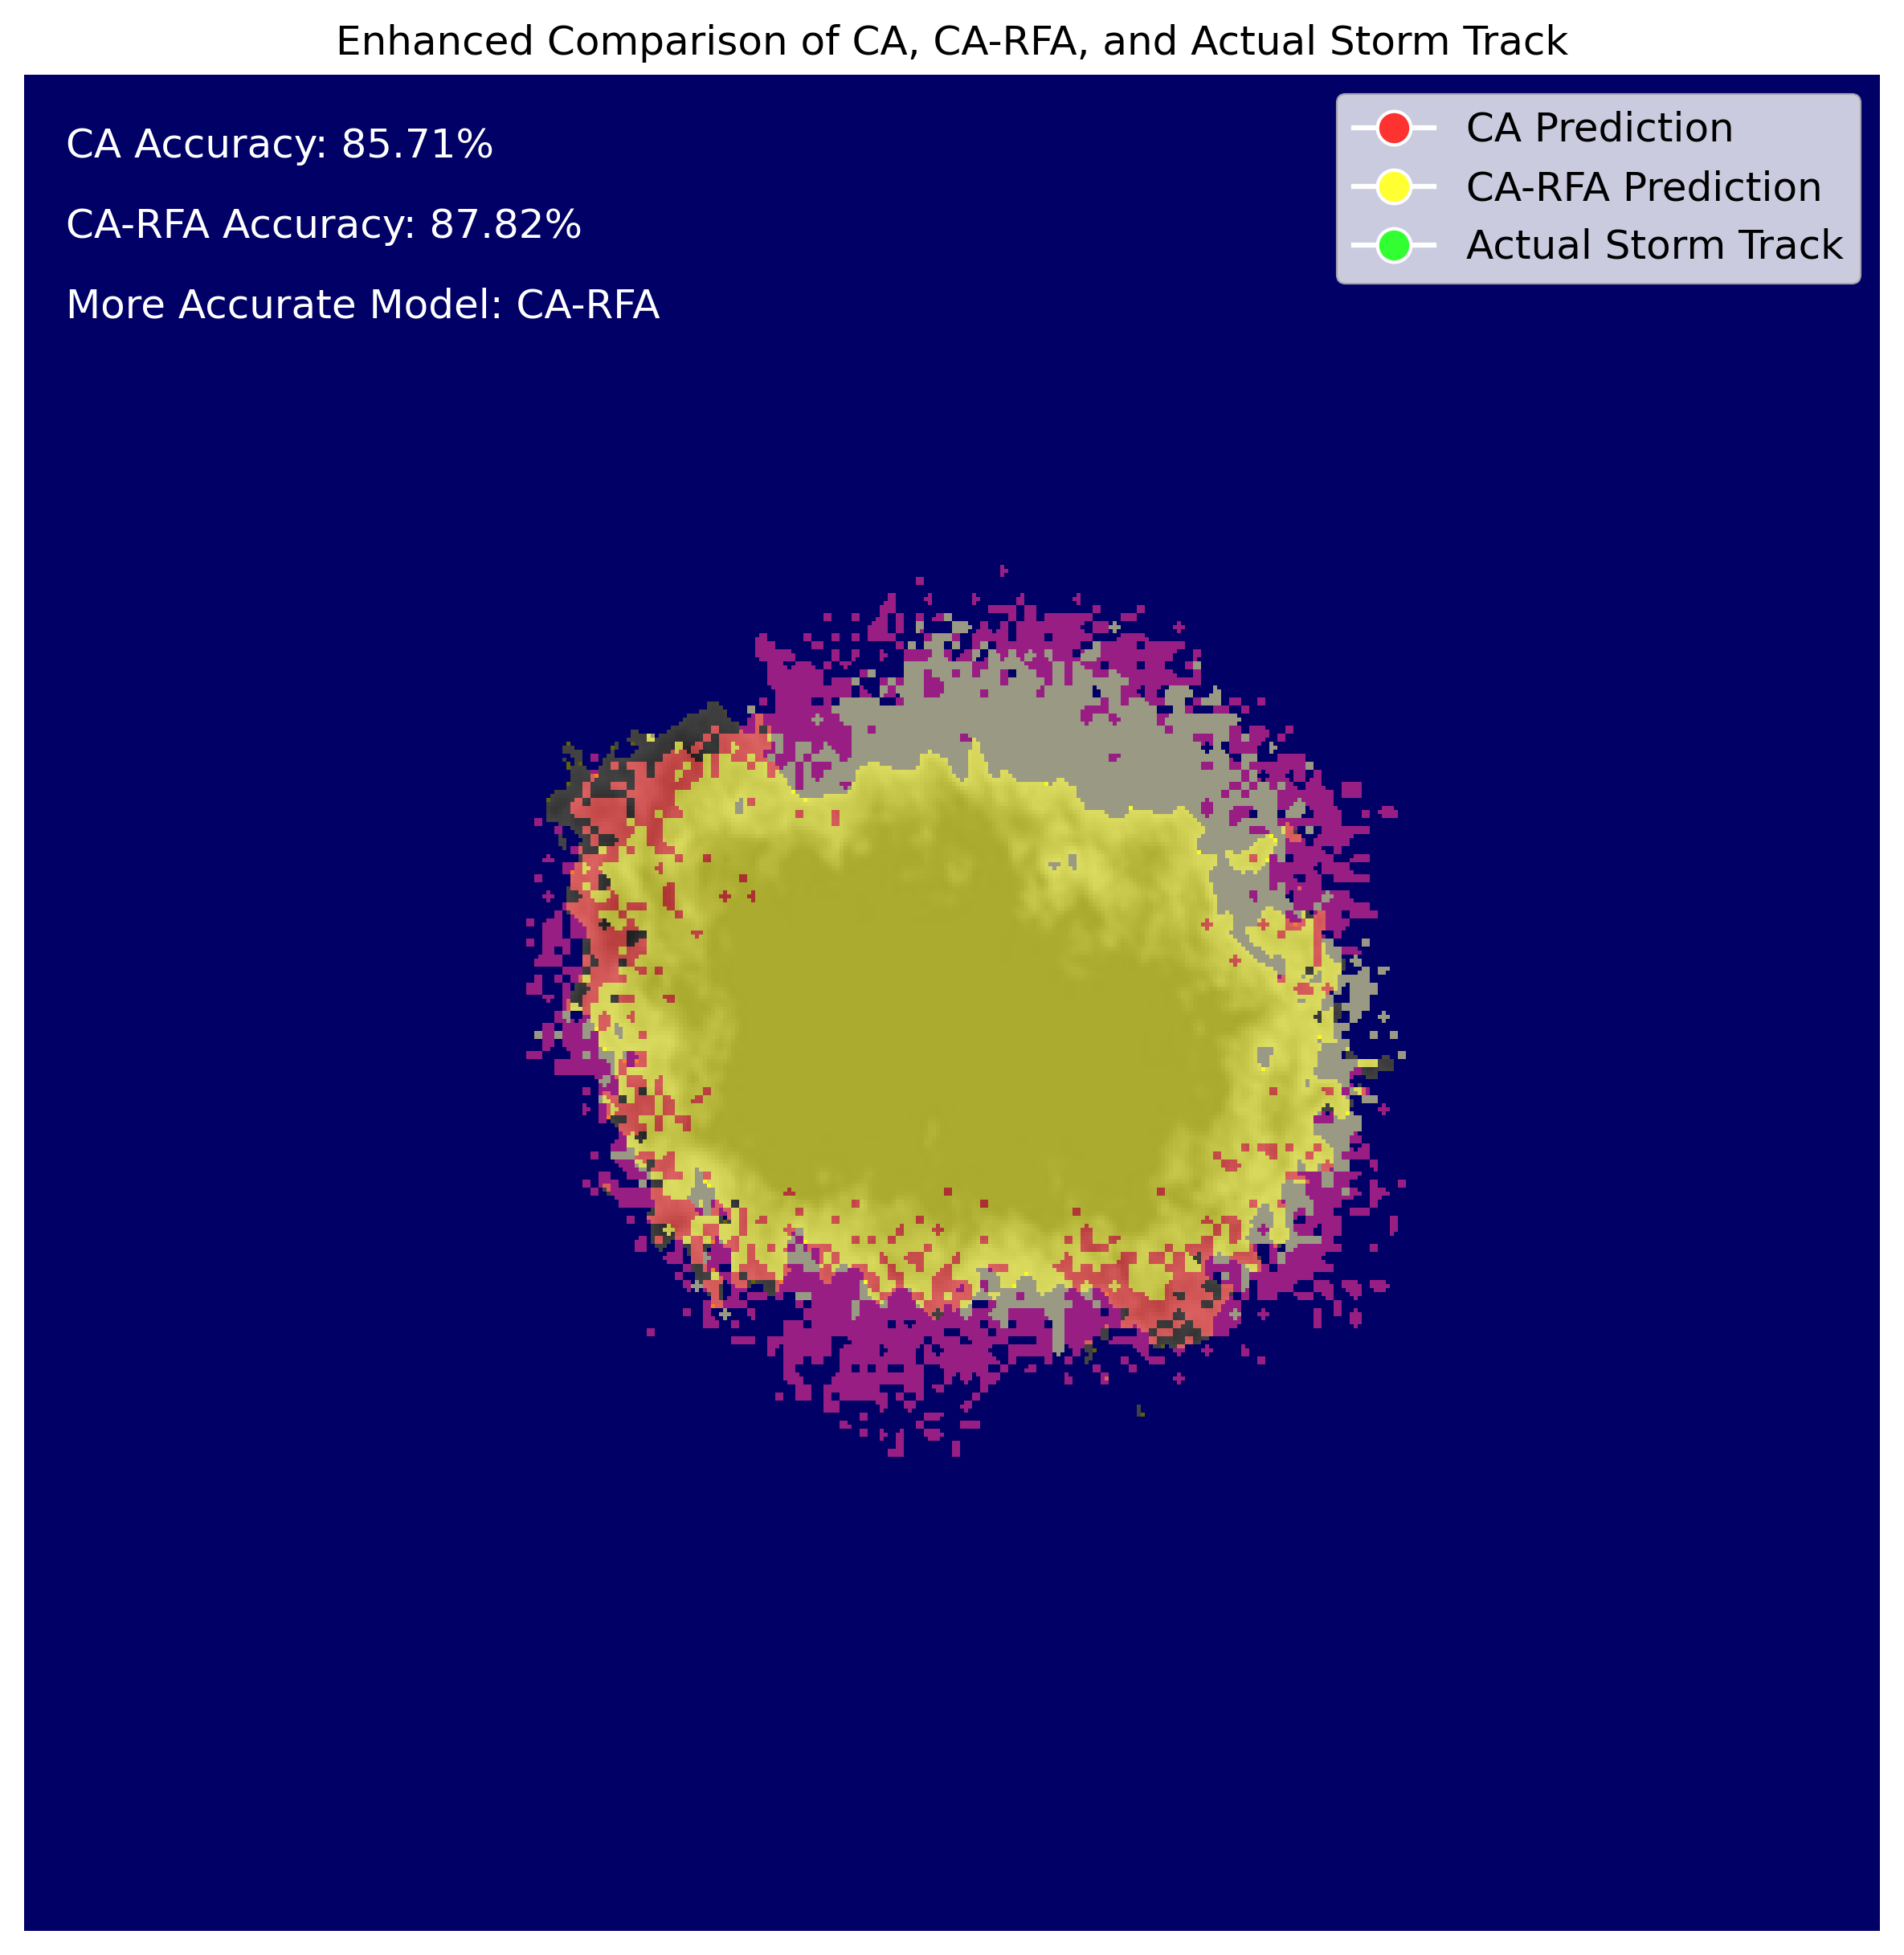 Enhanced Comparison of CA, CA-RFA, and Actual Storm Track
CA Accuracy: 85.71%
CA-RFA Accuracy: 87.82%
More Accurate Model: CA-RFA
CA Prediction
CA-RFA Prediction
Actual Storm Track